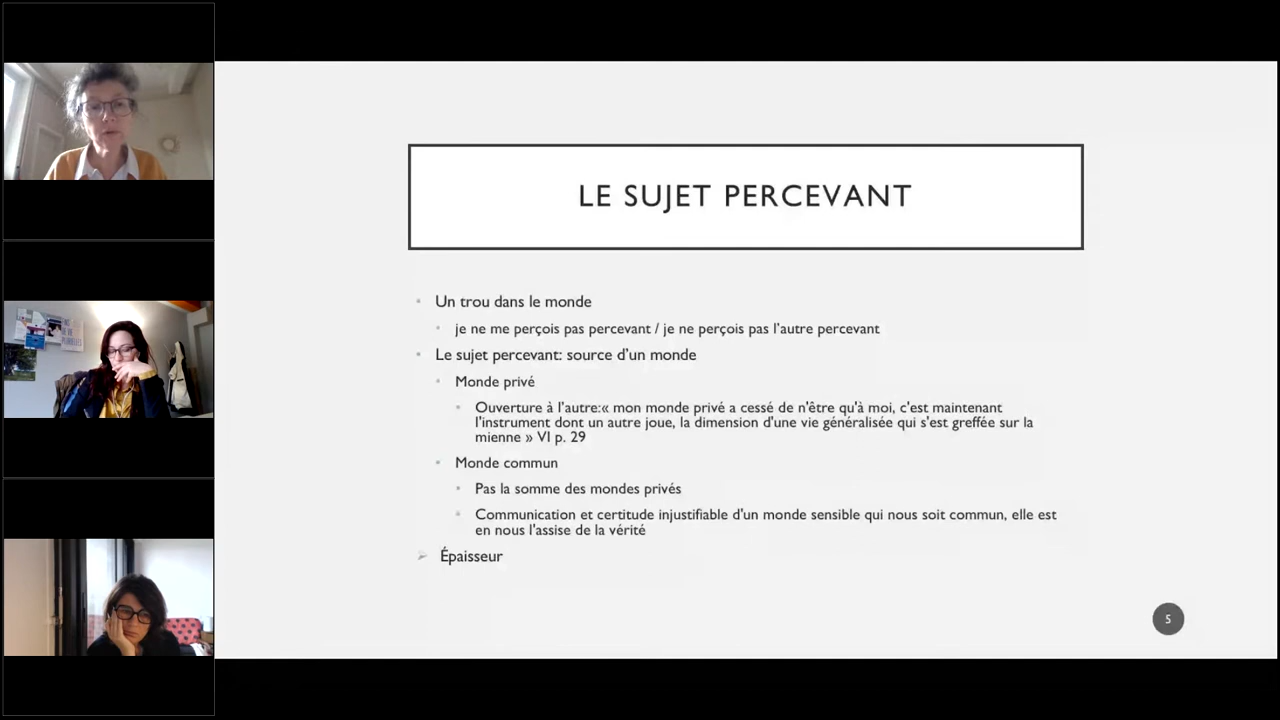 LE SUJET PERCEVANT
Un trou dans le monde
je ne me perçois pas percevant / je ne perçois pas l'autre percevant
Le sujet percevant: source d'un monde
Monde privé
Ouverture à l'autre:« mon monde privé a cessé de n'être qu'à moi, c'est maintenant
l'instrument dont un autre joue, la dimension d'une vie généralisée qui s'est greffée sur la
mienne » VI p. 29
Monde commun
Pas la somme des mondes privés
Communication et certitude injustifiable d'un monde sensible qui nous soit commun, elle est
en nous l'assise de la vérité
Épaisseur
5